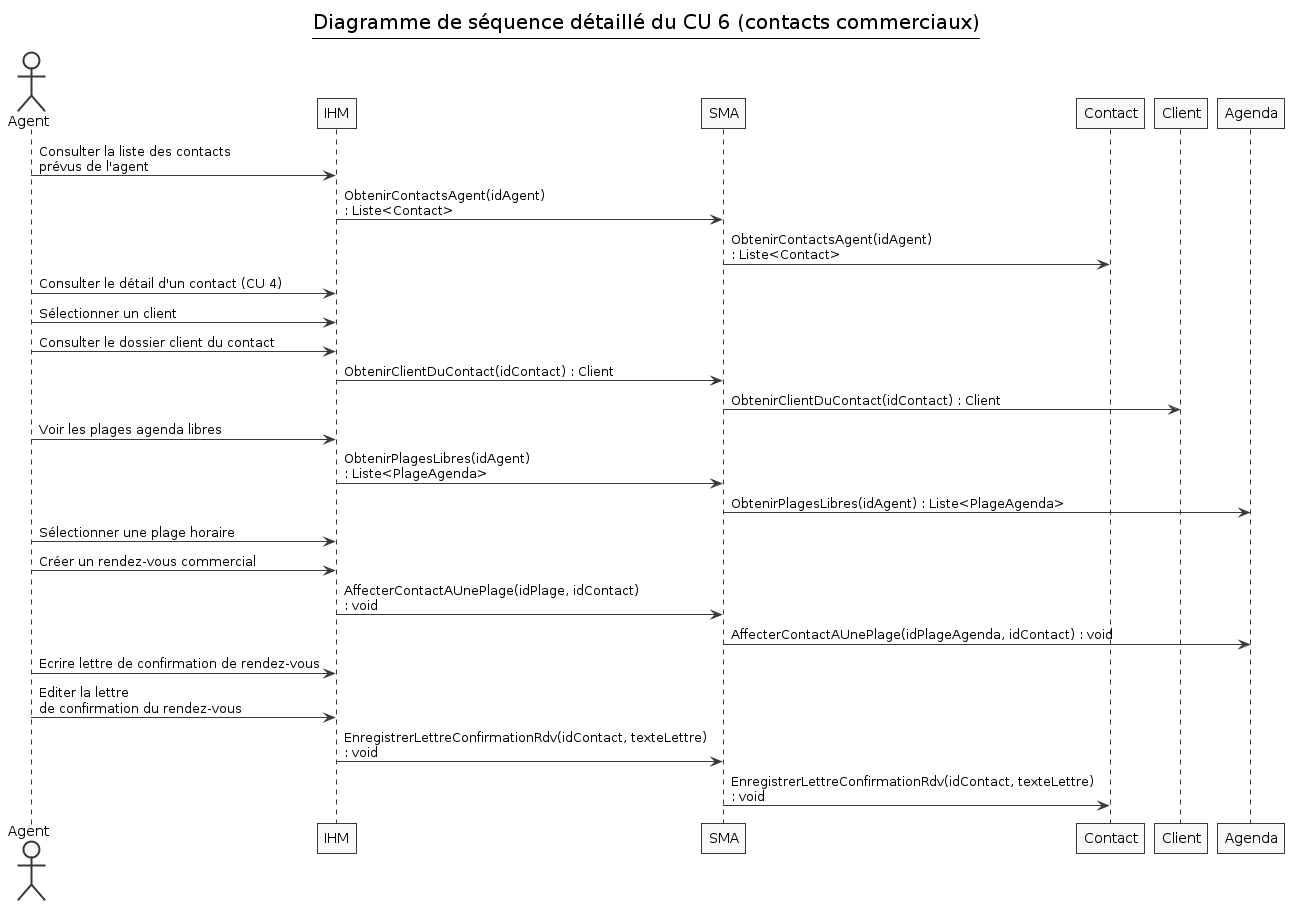 Diagramme de séquence détaillé du CU 6 (contacts commerciaux)
Agent
IHM
SMA
Contact
Client
Agenda
Consulter la liste des contacts
prévus de l'agent
ObtenirContactsAgent(idAgent)
: Liste<Contact>
ObtenirContactsAgent(idAgent)
: Liste<Contact>
Consulter le détail d'un contact (CU 4)
Sélectionner un client
Consulter le dossier client du contact
ObtenirClientDuContact(idContact) : Client
ObtenirClientDuContact(idContact) : Client
Voir les plages agenda libres
ObtenirPlagesLibres(idAgent)
: Liste<PlageAgenda>
ObtenirPlagesLibres(idAgent) : Liste<PlageAgenda>
Sélectionner une plage horaire
Créer un rendez-vous commercial
AffecterContactAUnePlage(idPlage, idContact)
: void
AffecterContactAUnePlage(idPlageAgenda, idContact) : void
Ecrire lettre de confirmation de rendez-vous
Editer la lettre
de confirmation du rendez-vous
EnregistrerLettreConfirmationRdv(idContact, texteLettre)
: void
EnregistrerLettreConfirmationRdv(idContact, texteLettre)
: void
Agent
IHM
SMA
Contact
Client
Agenda